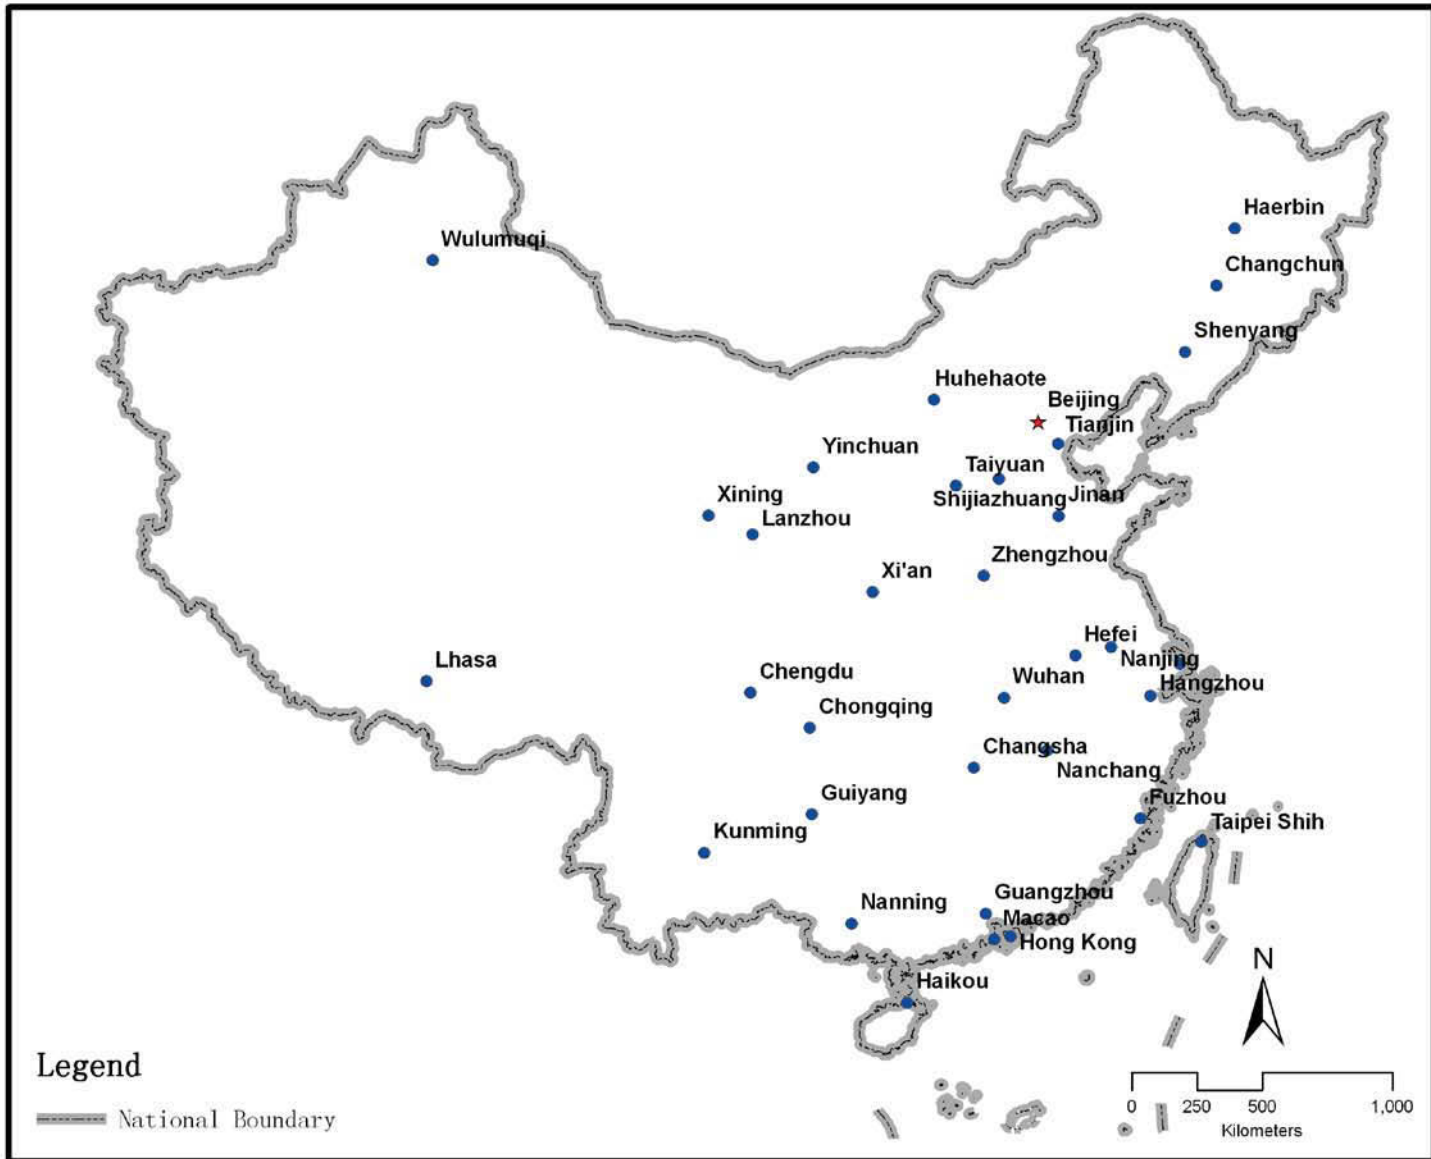 Haerbin
Wulumuqi
Changchun
Shenyang
Huhehaote
Beijing
Tianjin
Yinchuan
Taiyuan
Xining
Shijiazhuang
Jinan
Lanzhou
Zhengzhou
Xi'an
Hefei
Lhasa
Nanjing
Chengdu
Wuhan
Hangzhou
Chongqing
Changsha
Nanchang
Guiyang
Fuzhou
Taipei Shih
Kunming
Guangzhou
Nanning
Macao
Hong Kong
N
Haikou
Legend
National Boundary
0 250 500 1,000
Kilometers